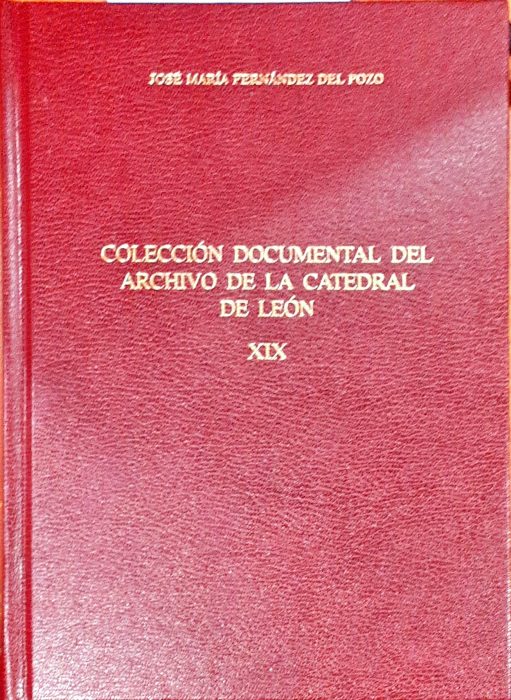 JOSÉ MARÍA FERNÁNDEZ DEL POZO
COLECCIÓN DOCUMENTAL DEL
ARCHIVO DE LA CATEDRAL
DE LEÓN
XIX